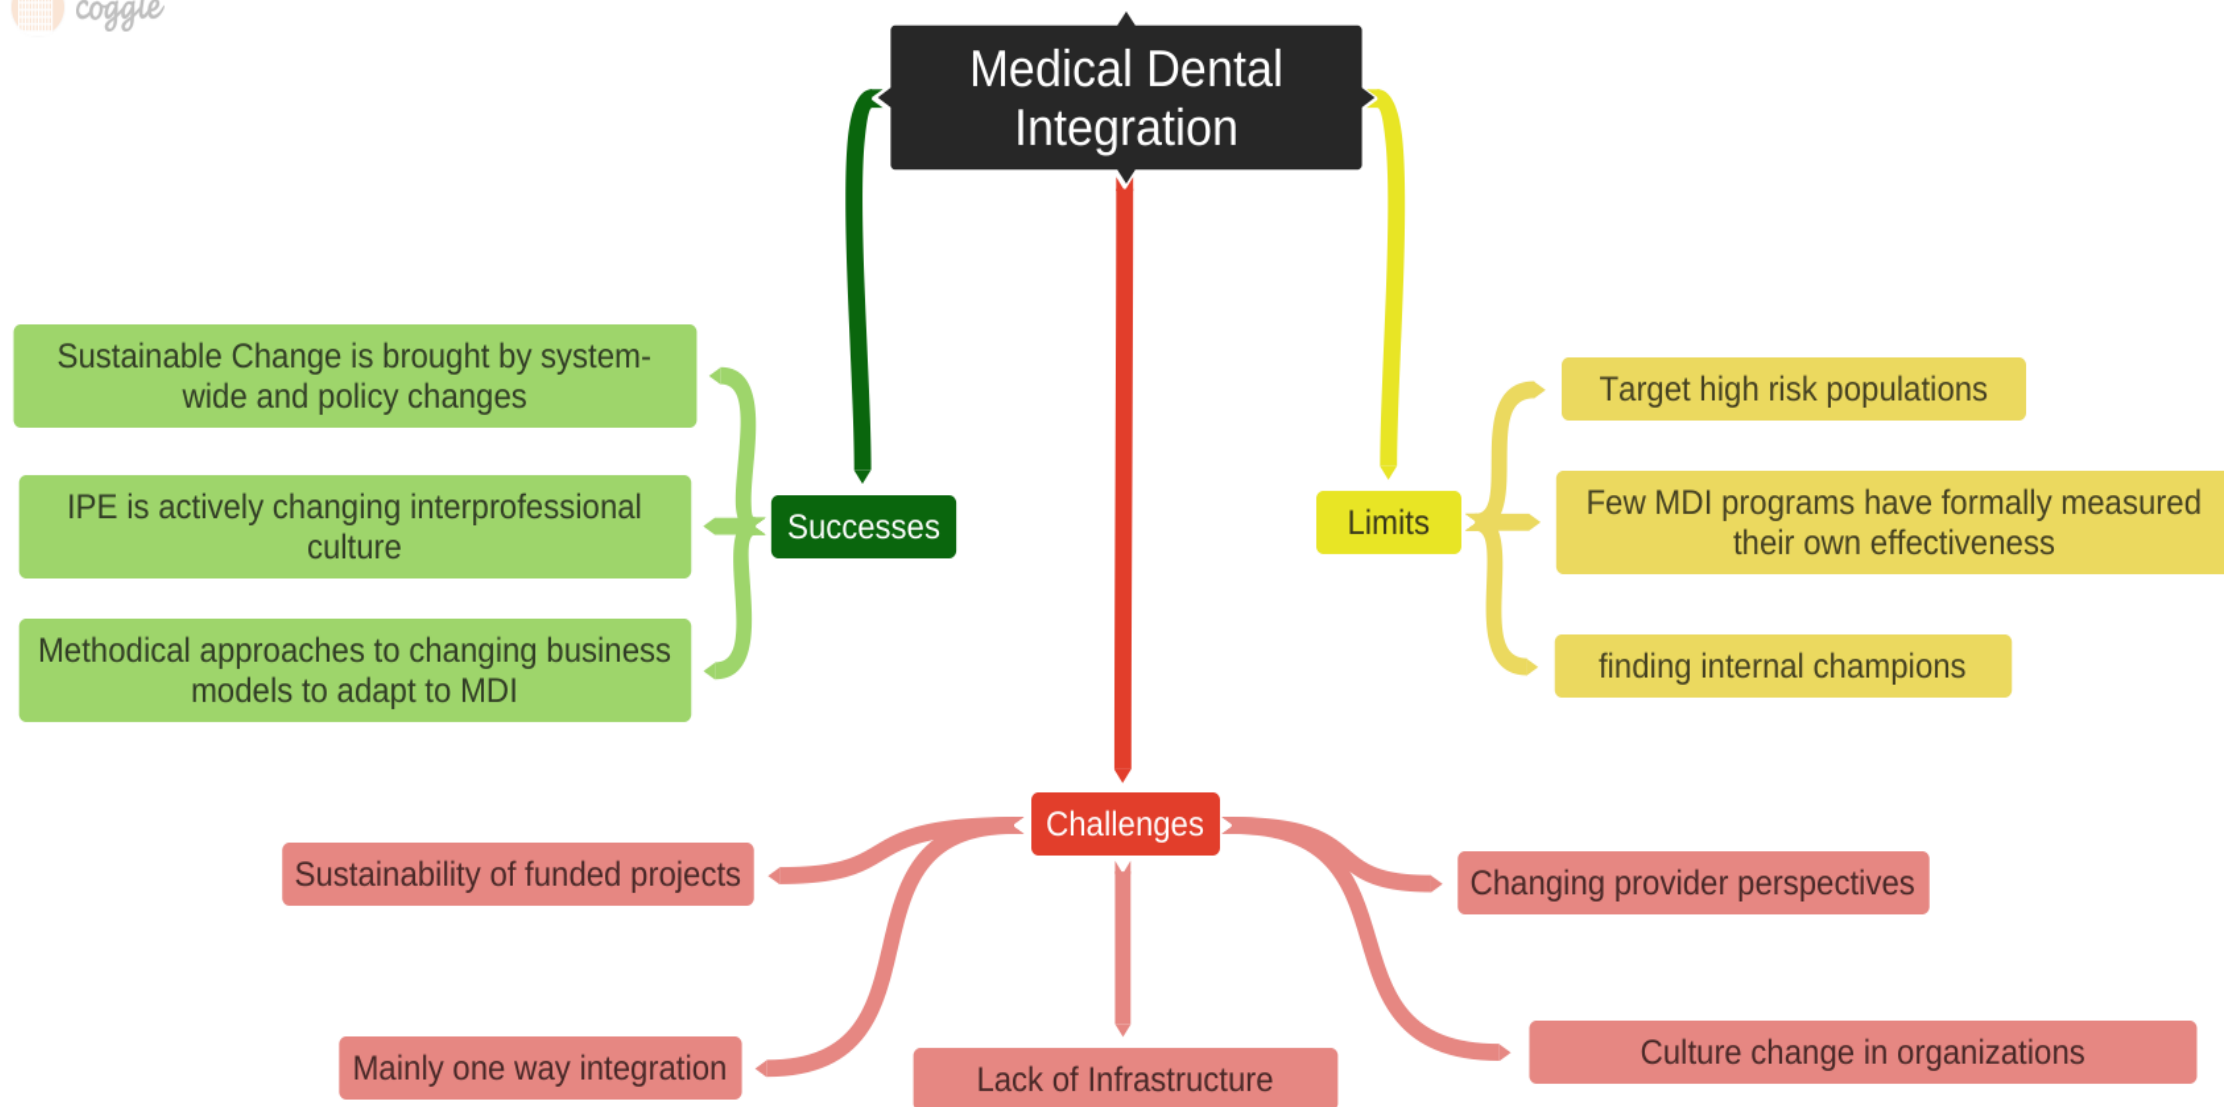 coggle
Medical Dental
Integration
Sustainable Change is brought by system-
wide and policy changes
IPE is actively changing interprofessional
culture
Methodical approaches to changing business
models to adapt to MDI
Successes
Limits
Target high risk populations
Few MDI programs have formally measured
their own effectiveness
finding internal champions
Challenges
Sustainability of funded projects
Mainly one way integration
Lack of Infrastructure
Changing provider perspectives
Culture change in organizations